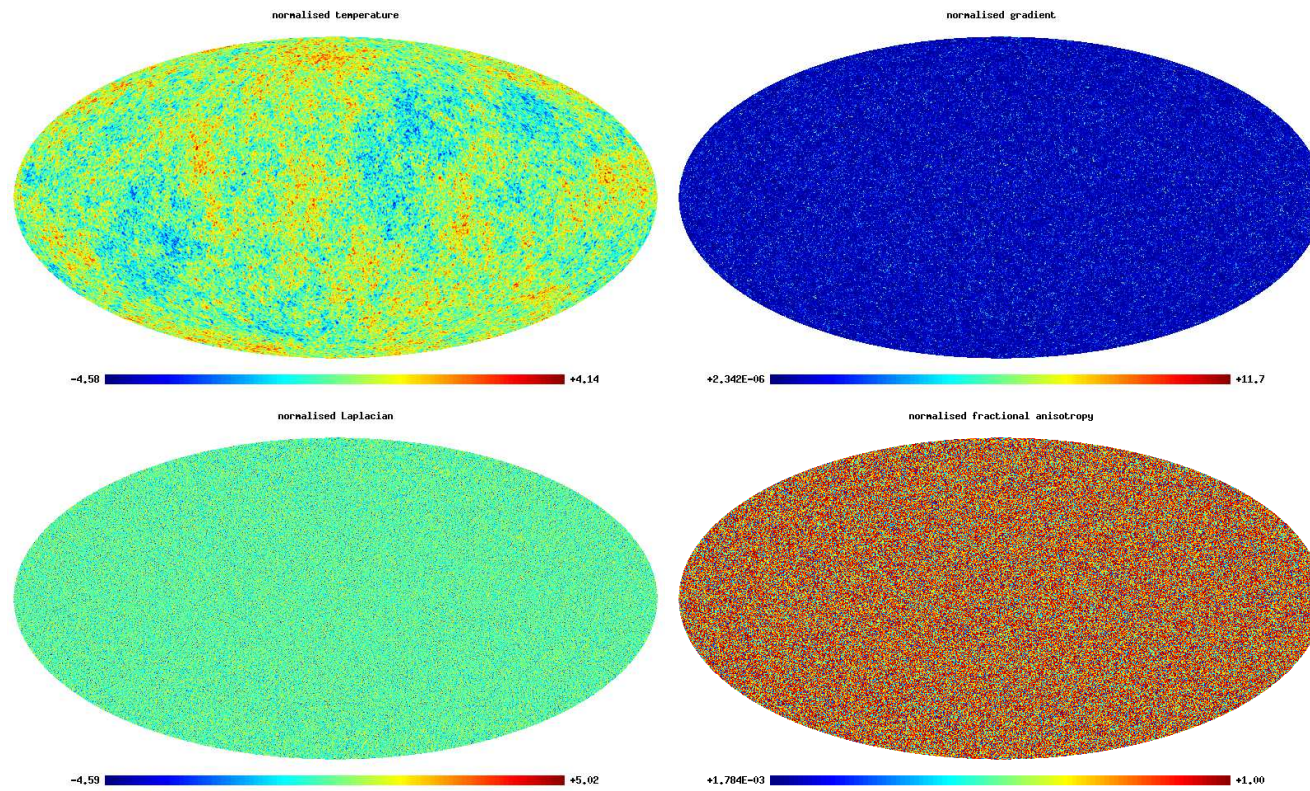 normalised temperature
normalised gradient
-4.58
+4.14
+2.342E-06
+11.7
normalised Laplacian
normalised fractional anisotropy
-4.59
+5.02
+1.784E-03
+1.00